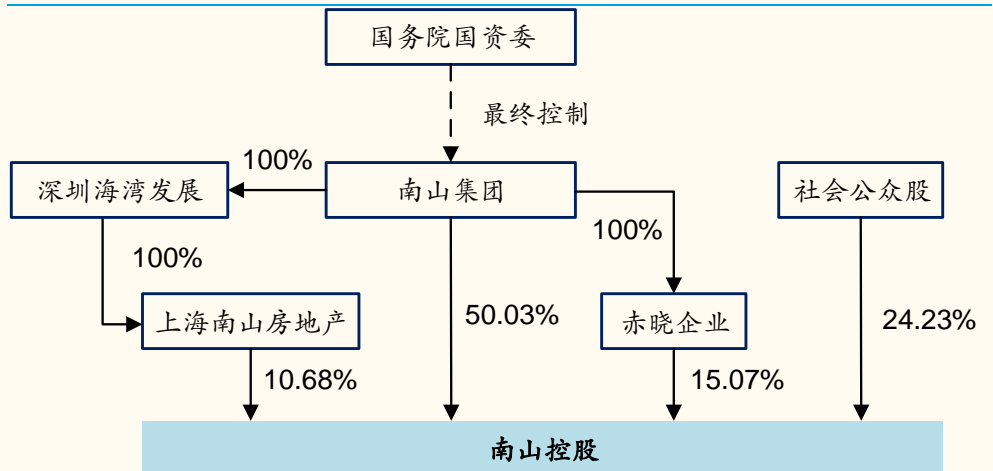 国务院国资委
最终控制
100%
深圳海湾发展
南山集团
社会公众股
100%
100%
上海南山房地产
50.03%
赤晓企业
24.23%
10.68%
15.07%
南山控股